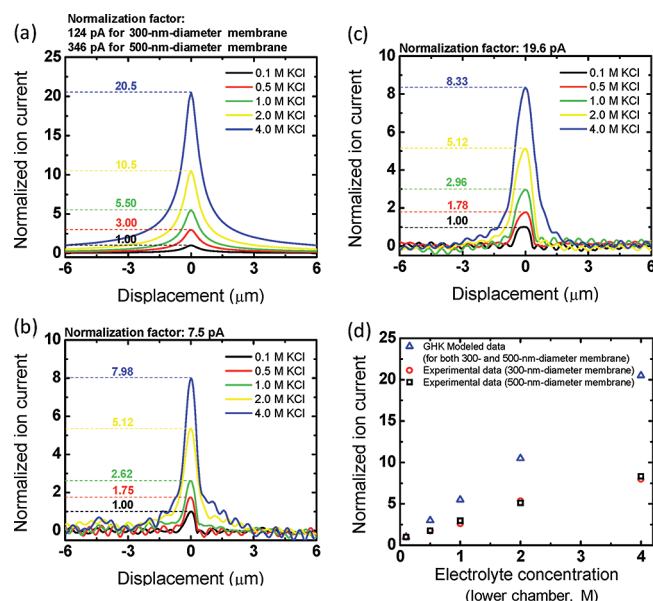 (a)
Normalization factor:
124 pA for 300-nm-diameter membrane
346 pA for 500-nm-diameter membrane
Normalized ion current
25
20
15
10
5
0
20.5
10.5
5.50
3.00
1.00
0.1 M KCl
0.5 M KCl
1.0 M KCl
2.0 M KCl
4.0 M KCl
-6 -3 0 3 6
Displacement (μm)
(b)
Normalization factor: 7.5 pA
Normalized ion current
10
8
6
4
2
0
7.98
5.12
2.62
1.75
1.00
0.1 M KCl
0.5 M KCl
1.0 M KCl
2.0 M KCl
4.0 M KCl
-6 -3 0 3 6
Displacement (μm)
(c)
Normalization factor: 19.6 pA
Normalized ion current
10
8
6
4
2
0
8.33
5.12
2.96
1.78
1.00
0.1 M KCl
0.5 M KCl
1.0 M KCl
2.0 M KCl
4.0 M KCl
-6 -3 0 3 6
Displacement (μm)
(d)
Normalized ion current
25
20
15
10
5
0
GHK Modeled data
(for both 300- and 500-nm-diameter membrane)
Experimental data (300-nm-diameter membrane)
Experimental data (500-nm-diameter membrane)
0 1 2 3 4
Electrolyte concentration
(lower chamber, M)